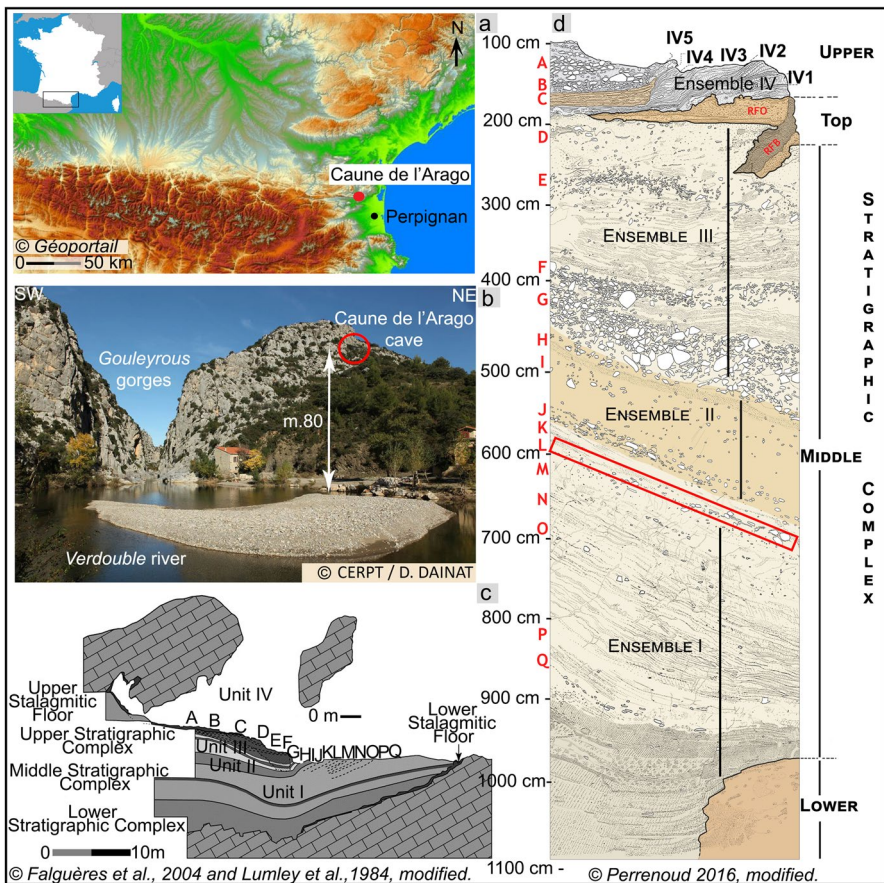 a
N
Caune de l'Arago
Perpignan
© Géoportail
0 50 km
b
SW
NE
Caune de l'Arago
cave
Gouleyrous
gorges
m.80
Verdouble river
© CERPT / D. DAINAT
c
Unit IV
0 m
Upper
Stalagmitic
Floor
Lower
Stalagmitic
Floor
A B C D E F G H I J K L M N O P Q
Upper Stratigraphic
Complex
Unit III
Unit II
Middle Stratigraphic
Complex
Unit I
Lower
Stratigraphic
Complex
0 10m
© Falguères et al., 2004 and Lumley et al.,1984, modified.
d
100 cm
200 cm
300 cm
400 cm
500 cm
600 cm
700 cm
800 cm
900 cm
1000 cm
1100 cm
A
B
C
D
E
F
G
H
I
J
K
L
M
N
O
P
Q
IV5
IV4
IV3
IV2
IV1
Ensemble IV
RFO
RFB
ENSEMBLE III
ENSEMBLE II
ENSEMBLE I
UPPER
TOP
MIDDLE
LOWER
STRATIGRAPHIC
COMPLEX
© Perrenoud 2016, modified.